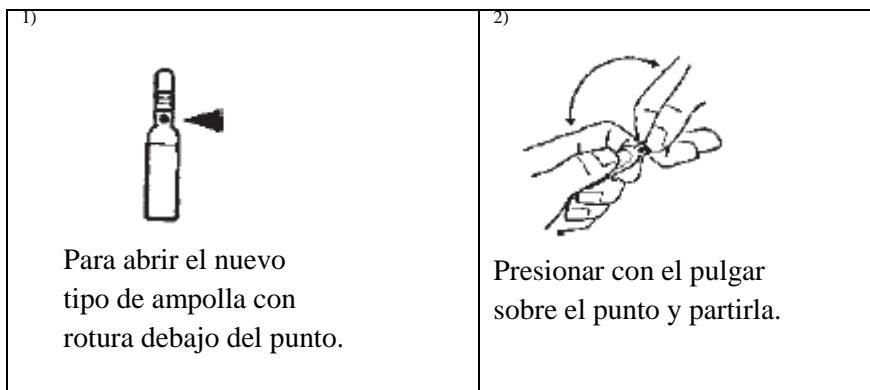 1)
Para abrir el nuevo
tipo de ampolla con
rotura debajo del punto.
2)
Presionar con el pulgar
sobre el punto y partirla.